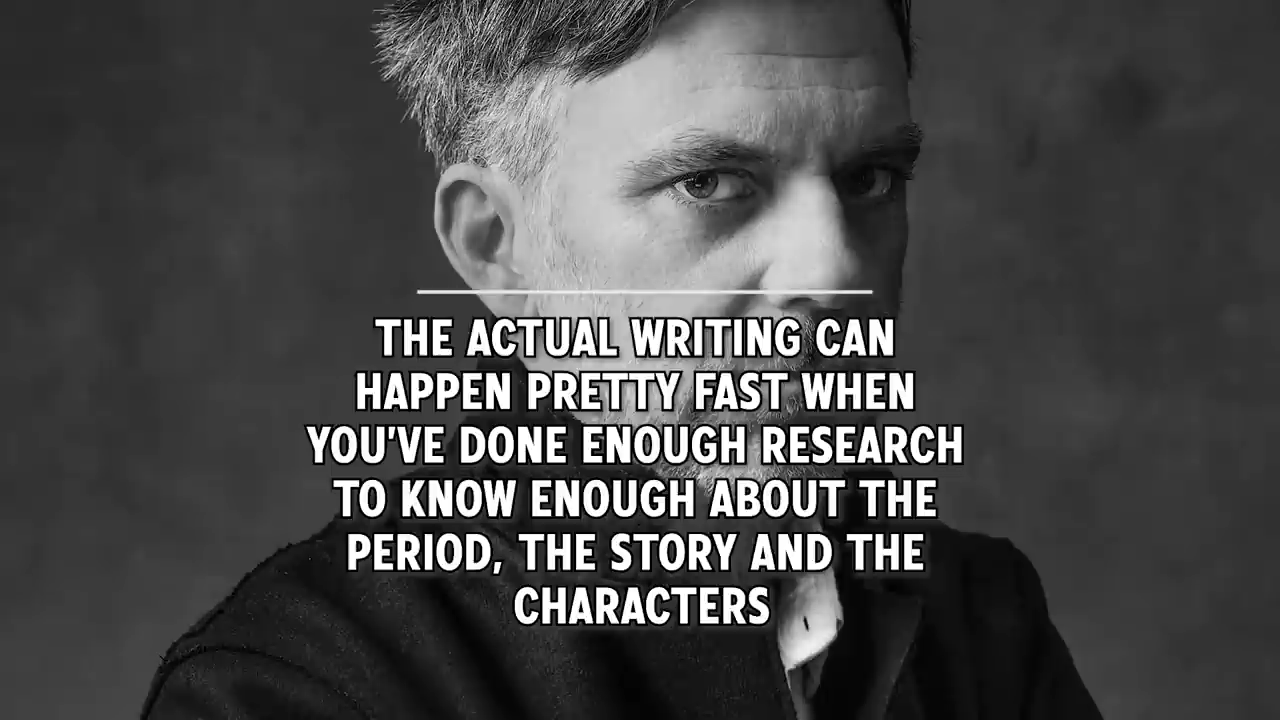 THE ACTUAL WRITING CAN
HAPPEN PRETTY FAST WHEN
YOU'VE DONE ENOUGH RESEARCH
TO KNOW ENOUGH ABOUT THE
PERIOD, THE STORY AND THE
CHARACTERS